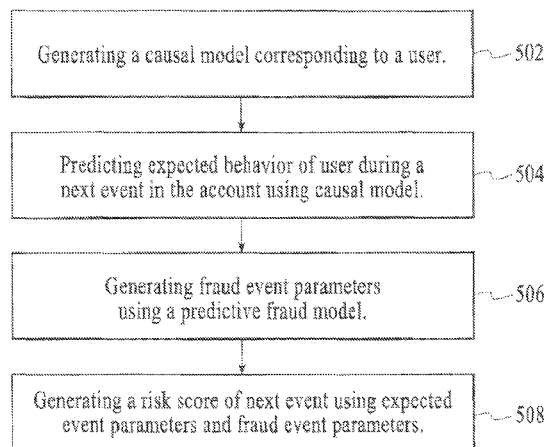 Generating a causal model corresponding to a user.
502
Predicting expected behavior of user during a
next event in the account using causal model.
504
Generating fraud event parameters
using a predictive fraud model.
506
Generating a risk score of next event using expected
event parameters and fraud event parameters.
508